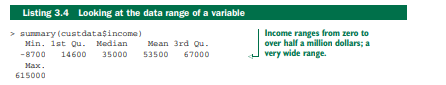 Listing 3.4 Looking at the data range of a variable
> summary(custdata$income)
Min. 1st Qu. Median Mean 3rd Qu.
-8700 14600 35000 53500 67000
Max.
615000
Income ranges from zero to
over half a million dollars; a
very wide range.